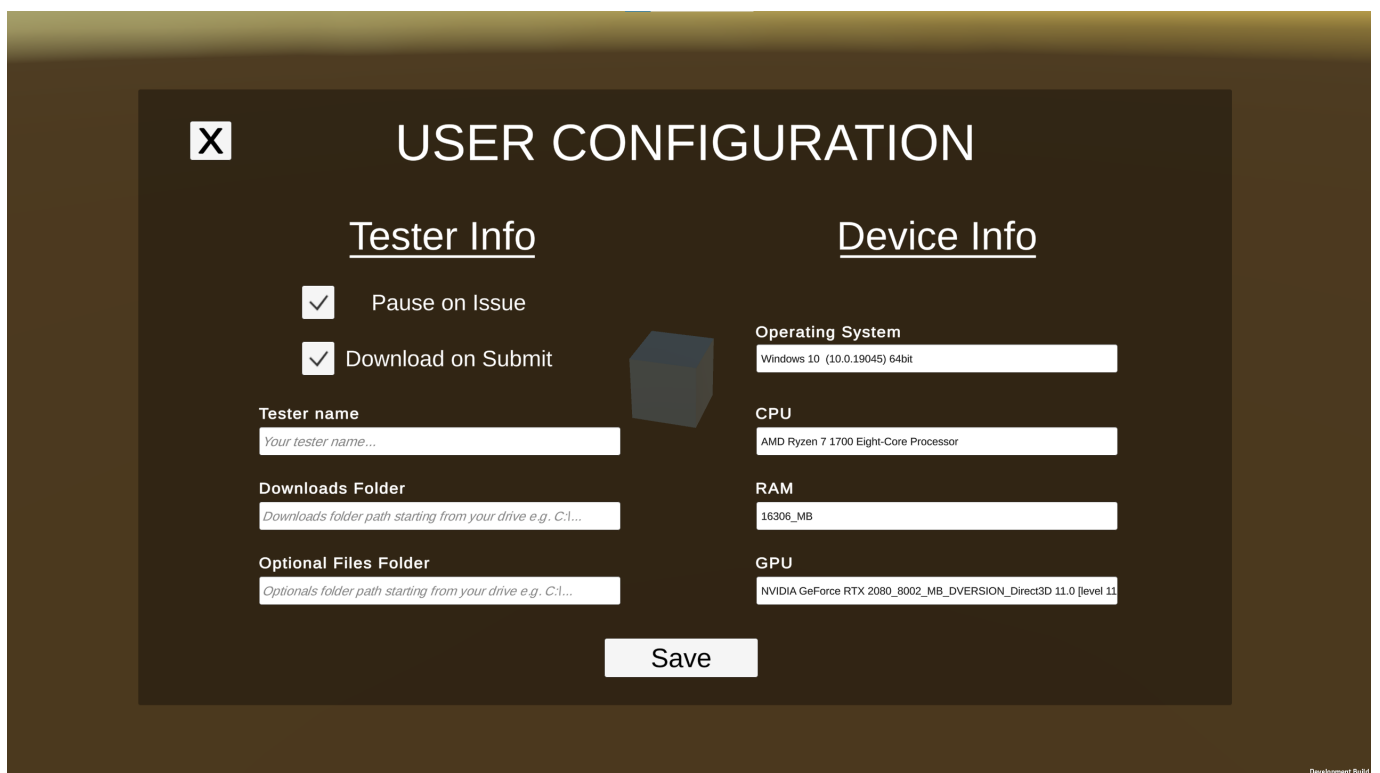 X
USER CONFIGURATION
Tester Info
Pause on Issue
Download on Submit
Tester name
Your tester name...
Downloads Folder
Downloads folder path starting from your drive e.g. C:\...
Optional Files Folder
Optionals folder path starting from your drive e.g. C:\...
Device Info
Operating System
Windows 10  (10.0.19045) 64bit
CPU
AMD Ryzen 7 1700 Eight-Core Processor
RAM
16306_MB
GPU
NVIDIA GeForce RTX 2080_8002_MB_DVERSION_Direct3D 11.0 [level 11
Save
Development Build